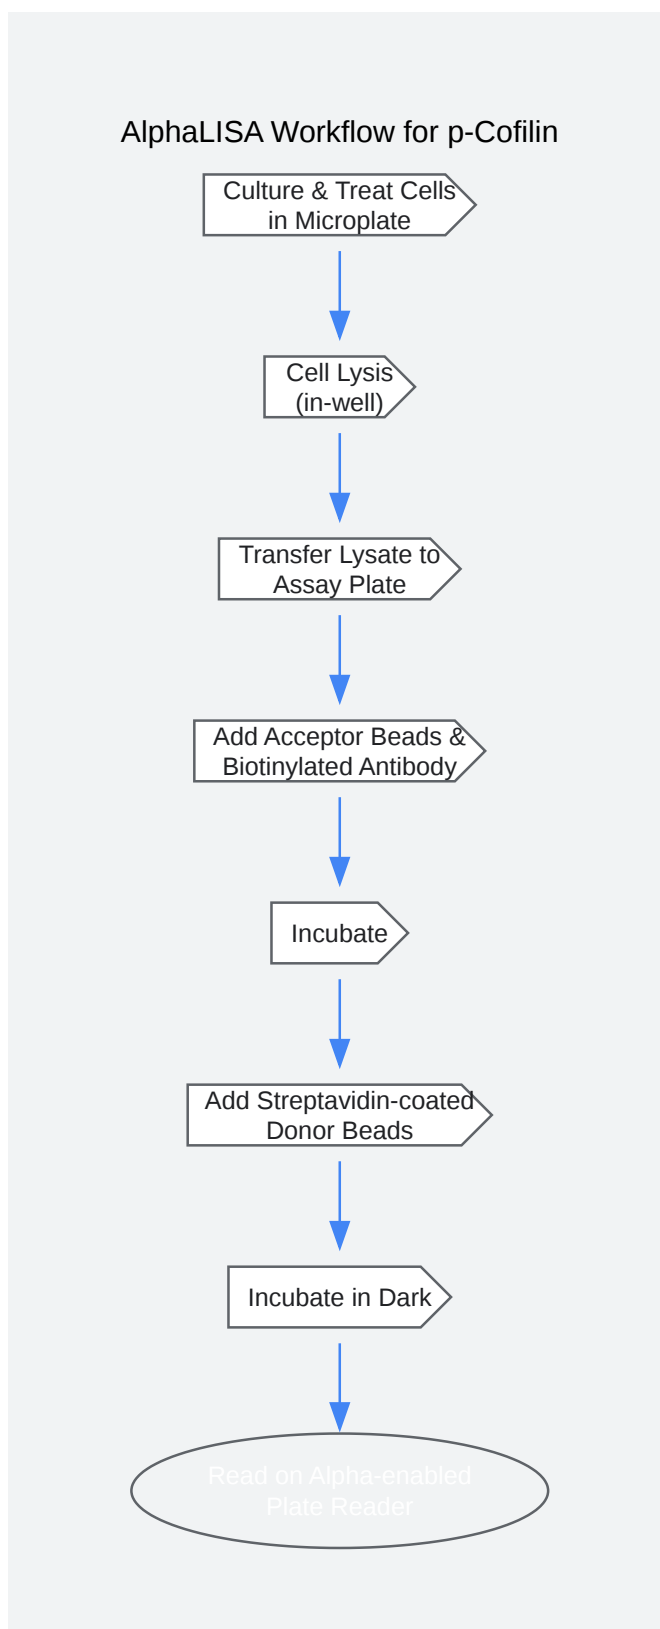 AlphaLISA Workflow for p-Cofilin
Culture & Treat Cells
in Microplate
Cell Lysis
(in-well)
Transfer Lysate to
Assay Plate
Add Acceptor Beads &
Biotinylated Antibody
Incubate
Add Streptavidin-coated
Donor Beads
Incubate in Dark
Read on Alpha-enabled
Plate Reader